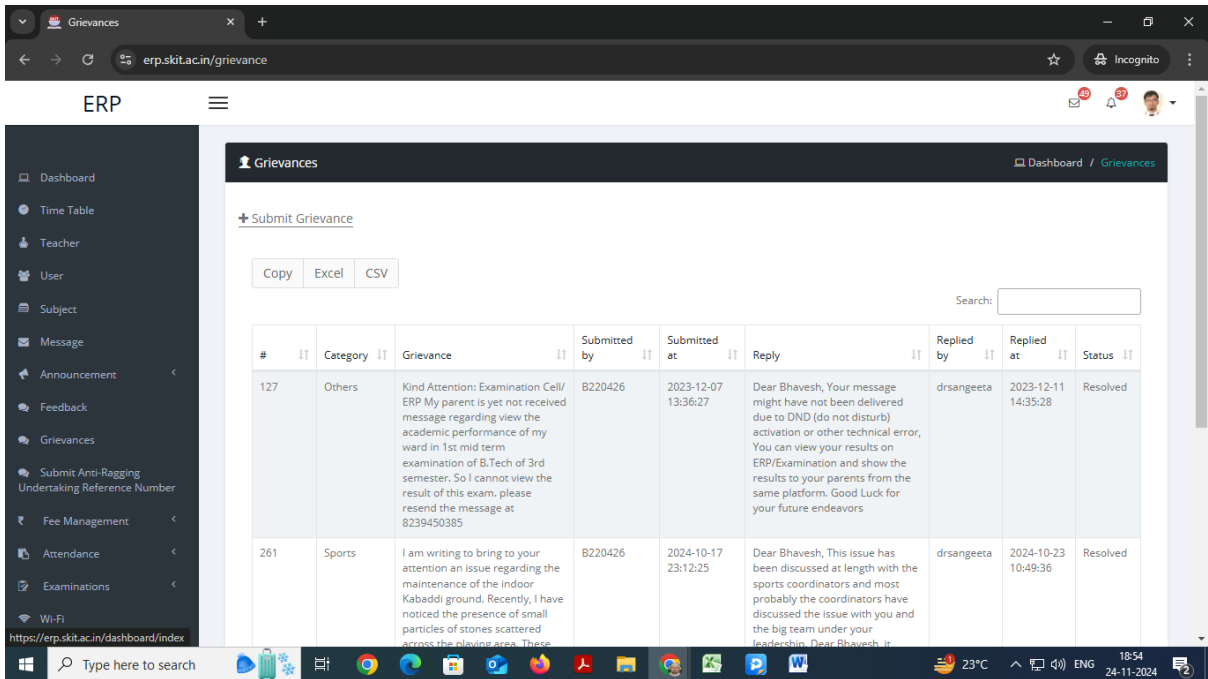 Grievances
erp.skit.ac.in/grievance
Incognito
ERP
49
37
Grievances
Dashboard / Grievances
Dashboard
Time Table
Teacher
User
Subject
Message
Announcement
Feedback
Grievances
Submit Anti-Ragging
Undertaking Reference Number
₹ Fee Management
Attendance
Examinations
Wi-Fi
https://erp.skit.ac.in/dashboard/index
+ Submit Grievance
Copy Excel CSV
Search:
# Category Grievance Submitted by Submitted at Reply Replied by Replied at Status
127
Others
Kind Attention: Examination Cell/
ERP My parent is yet not received
message regarding view the
academic performance of my
ward in 1st mid term
examination of B.Tech of 3rd
semester. So I cannot view the
result of this exam. please
resend the message at
8239450385
B220426
2023-12-07
13:36:27
Dear Bhavesh, Your message
might have not been delivered
due to DND (do not disturb)
activation or other technical error,
You can view your results on
ERP/Examination and show the
results to your parents from the
same platform. Good Luck for
your future endeavors
drsangeeta
2023-12-11
14:35:28
Resolved
261
Sports
I am writing to bring to your
attention an issue regarding the
maintenance of the indoor
Kabaddi ground. Recently, I have
noticed the presence of small
particles of stones scattered
across the playing area. These
B220426
2024-10-17
23:12:25
Dear Bhavesh, This issue has
been discussed at length with the
sports coordinators and most
probably the coordinators have
discussed the issue with you and
the big team under your
leadership. Dear Bhavesh, it
drsangeeta
2024-10-23
10:49:36
Resolved
Type here to search
23°C
ENG
18:54
24-11-2024
2